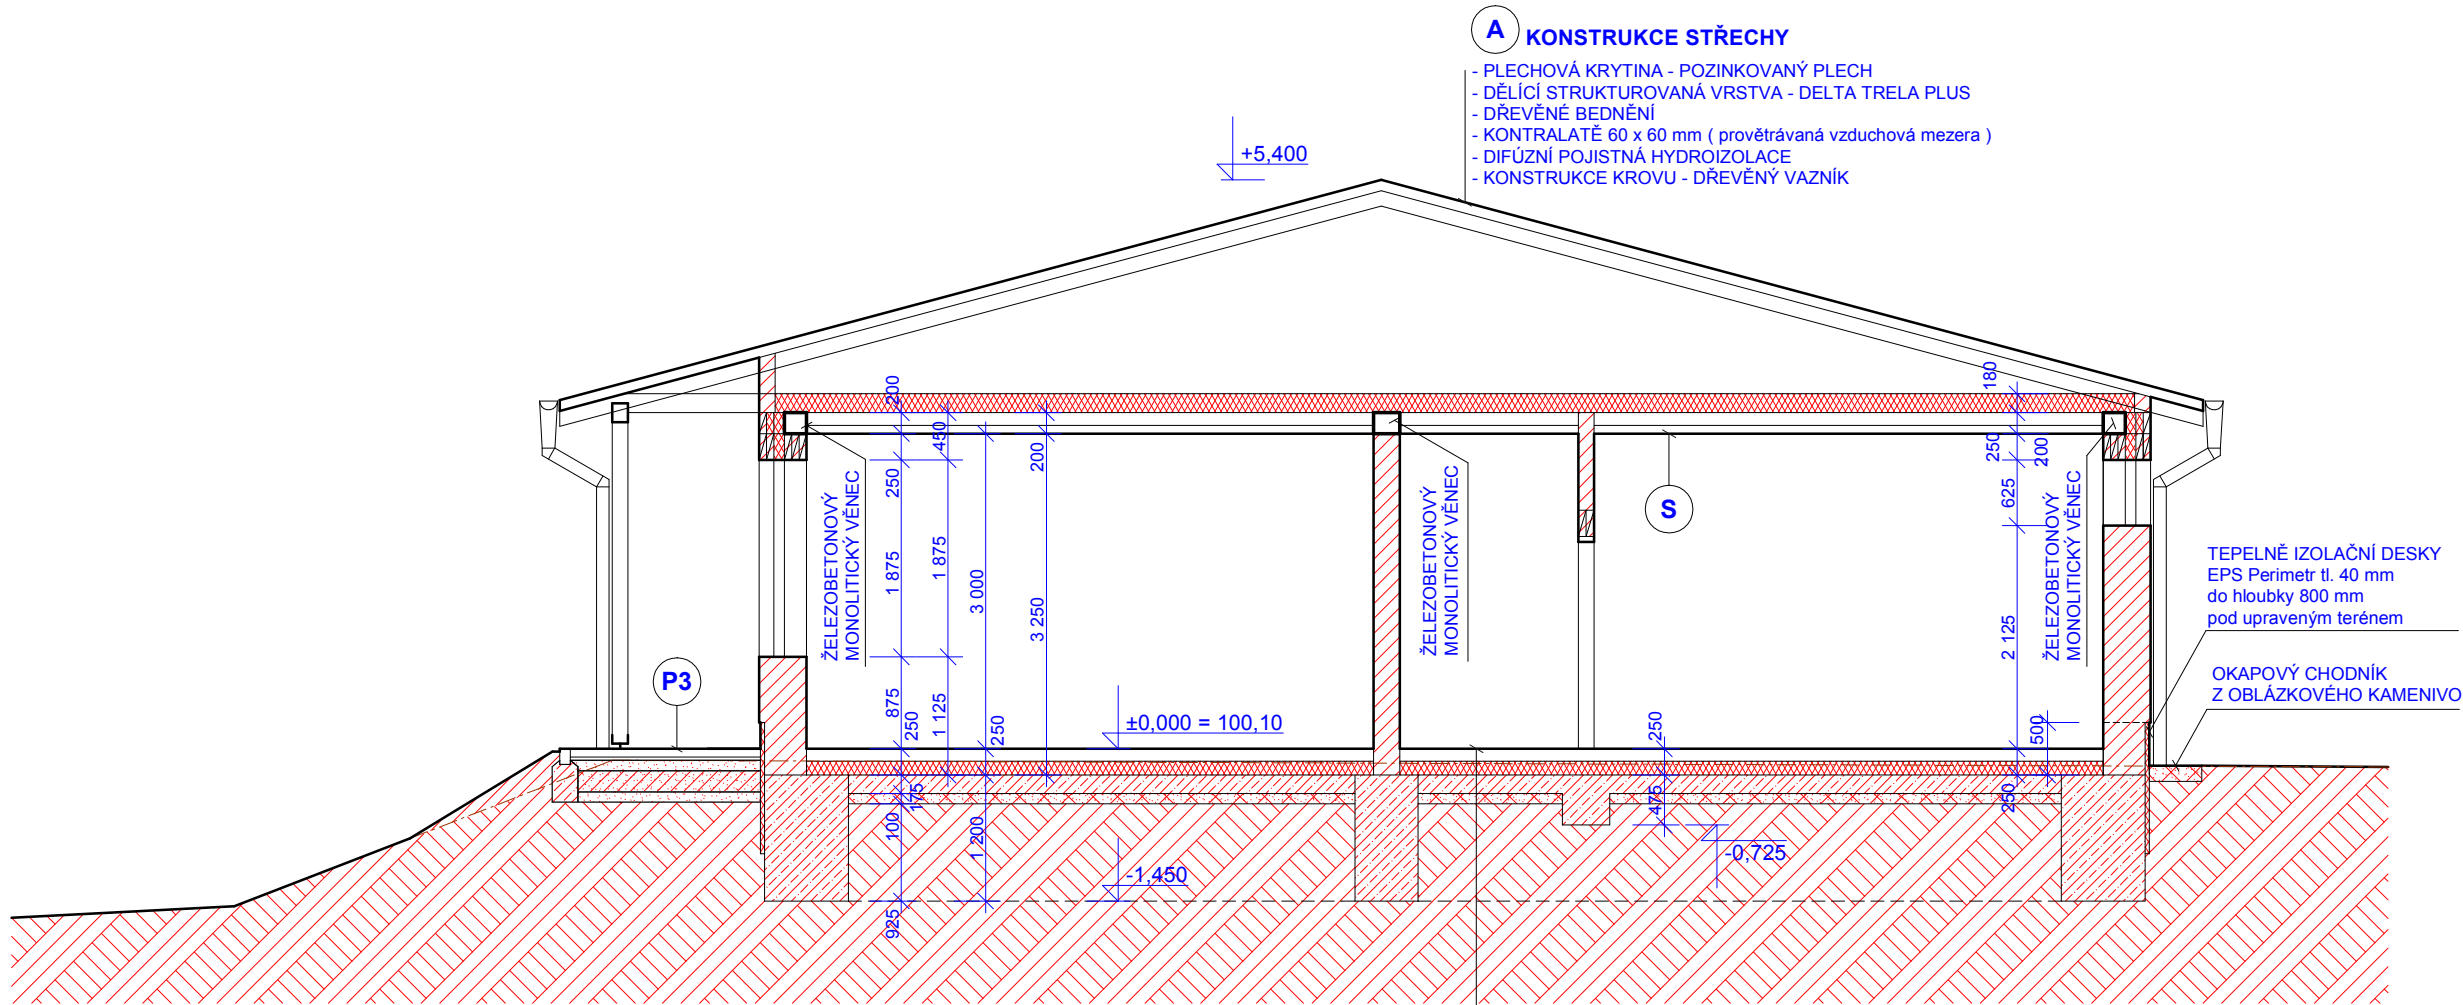 A KONSTRUKCE STŘECHY
- PLECHOVÁ KRYTINA - POZINKOVANÝ PLECH
- DĚLÍCÍ STRUKTUROVANÁ VRSTVA - DELTA TRELA PLUS
- DŘEVĚNÉ BEDNĚNÍ
- KONTRALATĚ 60 x 60 mm ( provětrávaná vzduchová mezera )
- DIFÚZNÍ POJISTNÁ HYDROIZOLACE
- KONSTRUKCE KROVU - DŘEVĚNÝ VAZNÍK
+5,400
200
450
250
200
1 875
1 875
3 000
3 250
875
250
1 125
250
175
100
1 200
925
ŽELEZOBETONOVÝ
MONOLITICKÝ VĚNEC
ŽELEZOBETONOVÝ
MONOLITICKÝ VĚNEC
S
P3
±0,000 = 100,10
-1,450
250
475
-0,725
180
250
200
625
2 125
500
250
ŽELEZOBETONOVÝ
MONOLITICKÝ VĚNEC
TEPELNĚ IZOLAČNÍ DESKY
EPS Perimetr tl. 40 mm
do hloubky 800 mm
pod upraveným terénem
OKAPOVÝ CHODNÍK
Z OBLÁZKOVÉHO KAMENIVO